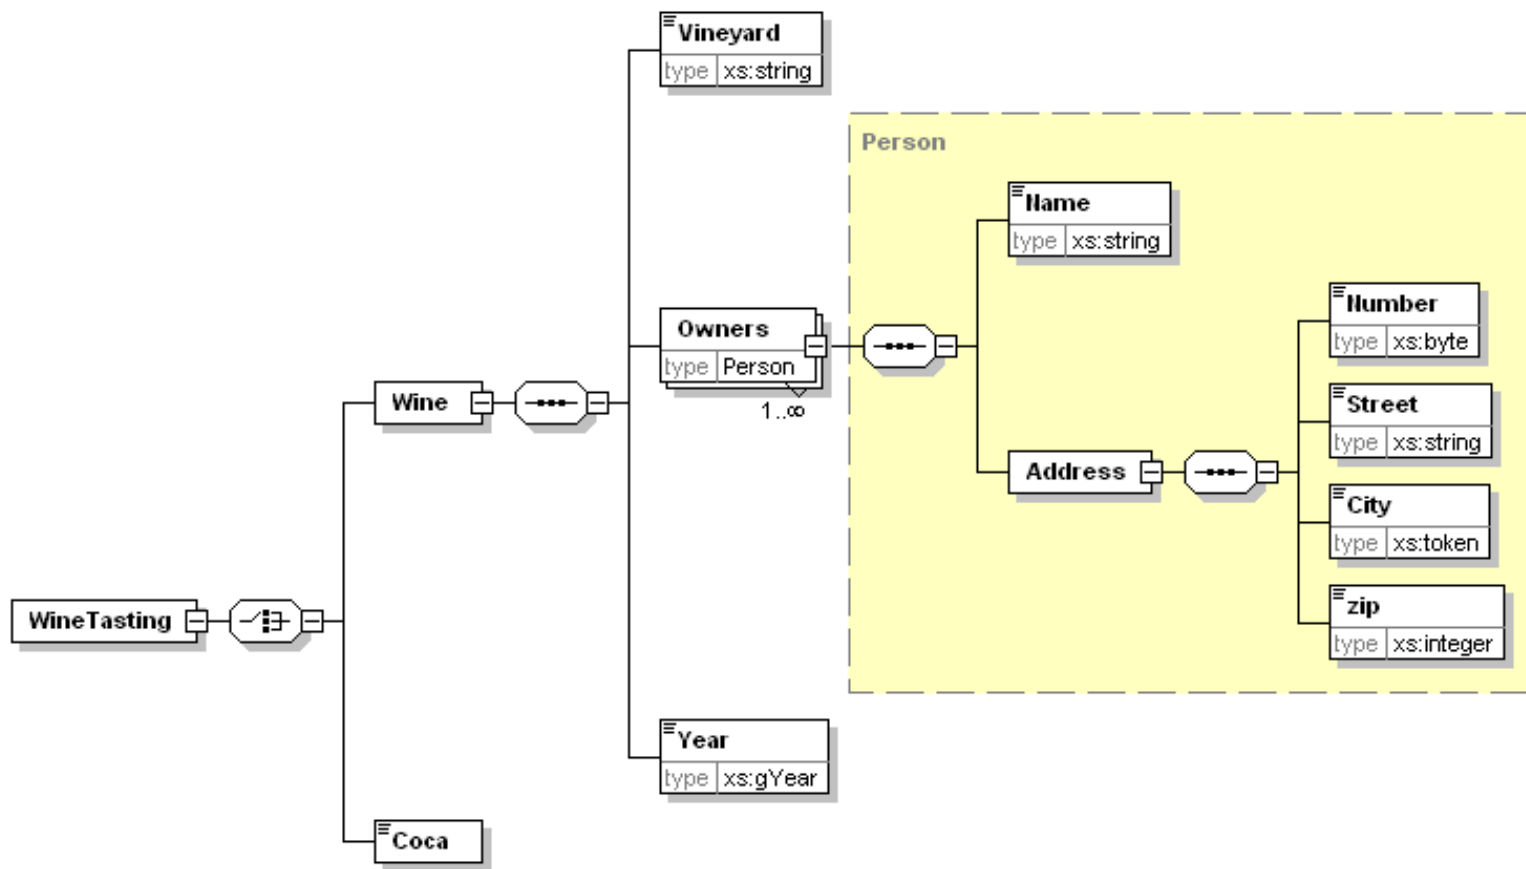 Vineyard
type xs:string
Person
Name
type xs:string
Number
type xs:byte
Owners
type Person
1..∞
Street
type xs:string
Wine
Address
City
type xs:token
WineTasting
zip
type xs:integer
Year
type xs:gYear
Coca